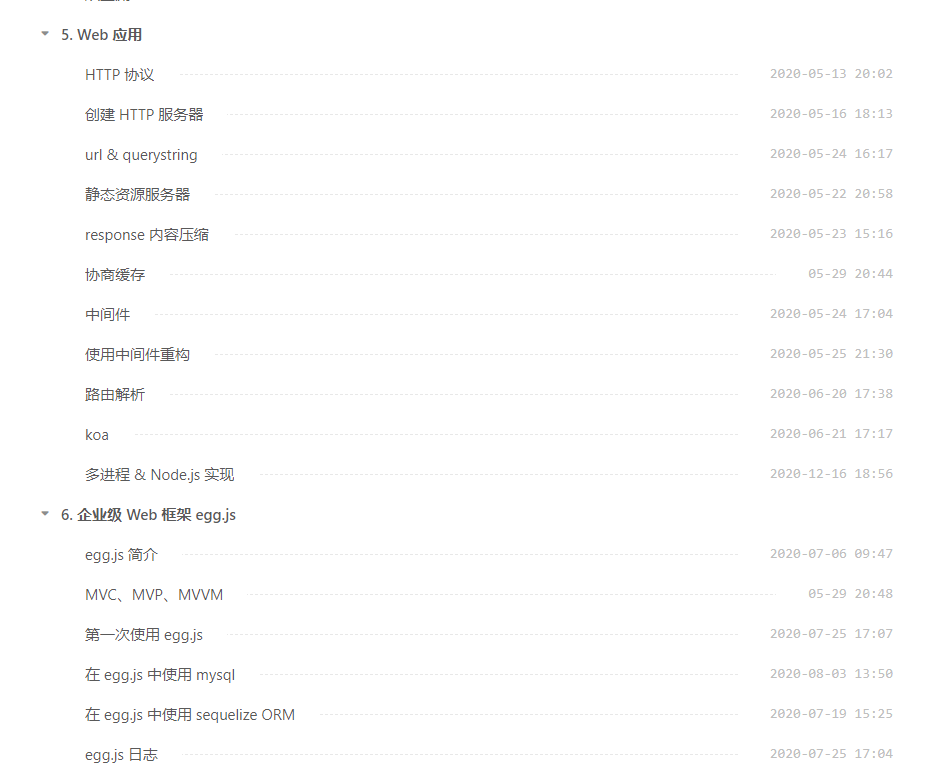 5. Web 应用
HTTP 协议 2020-05-13 20:02
创建 HTTP 服务器 2020-05-16 18:13
url & querystring 2020-05-24 16:17
静态资源服务器 2020-05-22 20:58
response 内容压缩 2020-05-23 15:16
协商缓存 05-29 20:44
中间件 2020-05-24 17:04
使用中间件重构 2020-05-25 21:30
路由解析 2020-06-20 17:38
koa 2020-06-21 17:17
多进程 & Node.js 实现 2020-12-16 18:56
6. 企业级 Web 框架 egg.js
egg.js 简介 2020-07-06 09:47
MVC、MVP、MVVM 05-29 20:48
第一次使用 egg.js 2020-07-25 17:07
在 egg.js 中使用 mysql 2020-08-03 13:50
在 egg.js 中使用 sequelize ORM 2020-07-19 15:25
egg.js 日志 2020-07-25 17:04